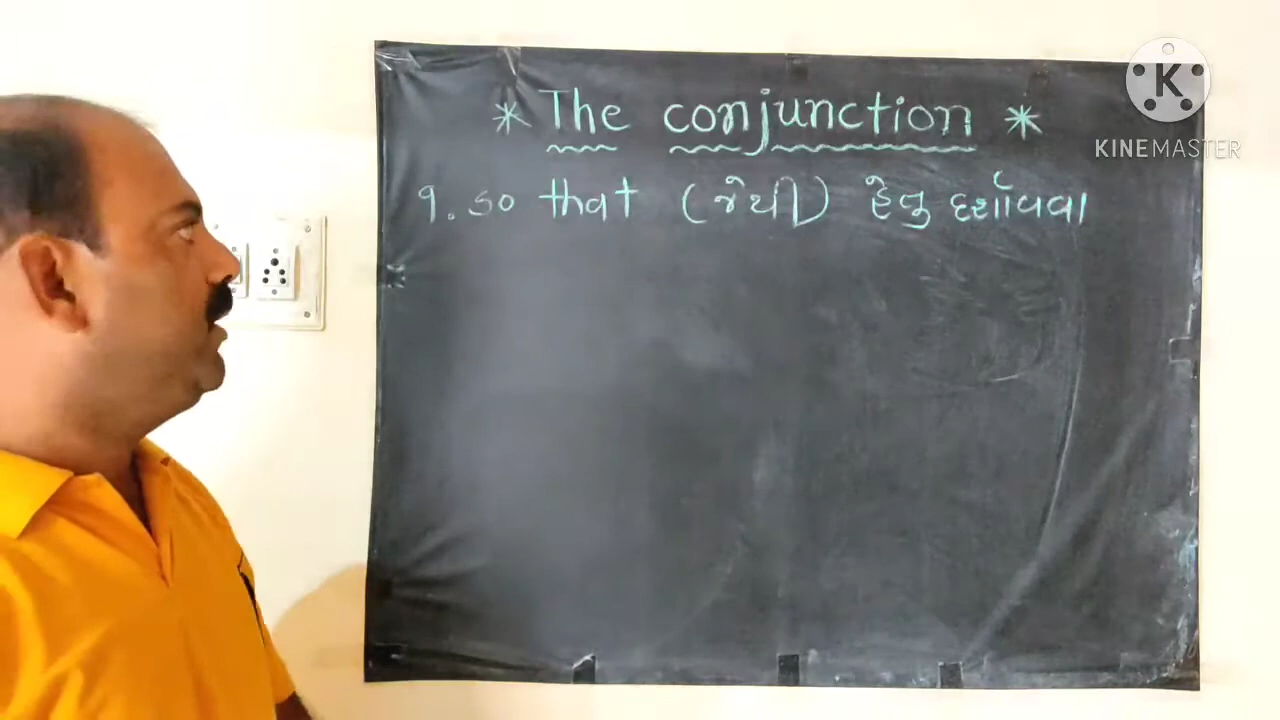 * The conjunction *
૧. so that (જેથી) હેતુ દર્શાવવા
K
KINEMASTER